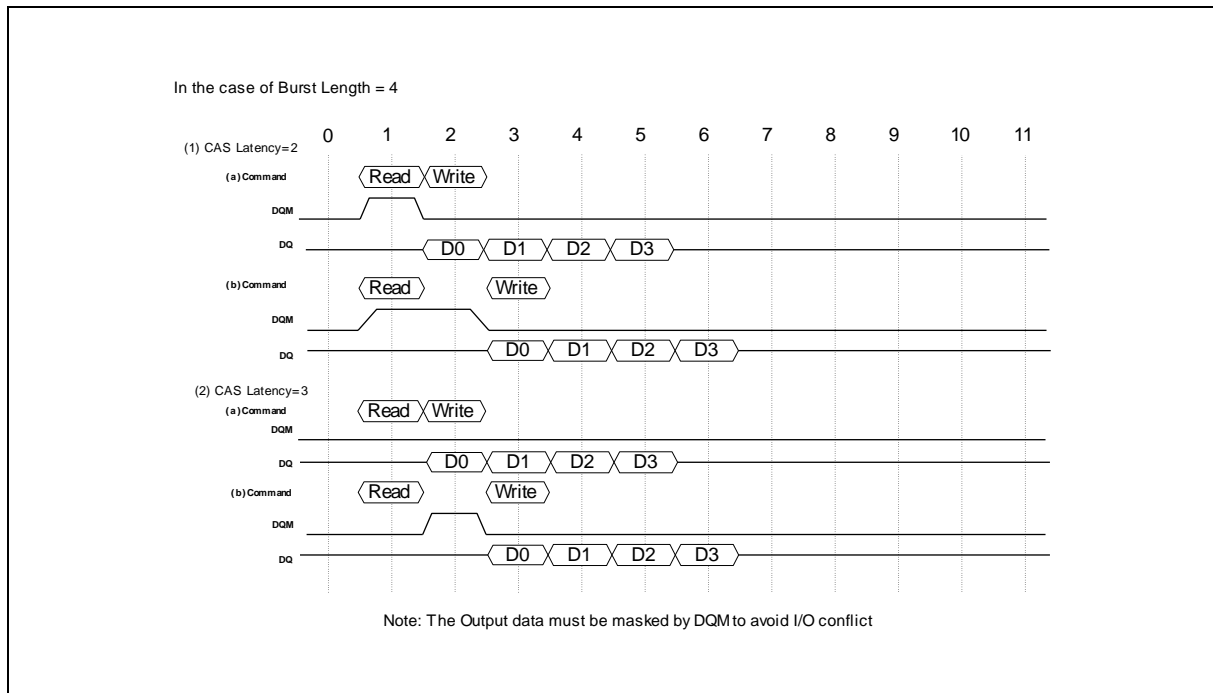 In the case of Burst Length = 4
0 1 2 3 4 5 6 7 8 9 10 11
(1) CAS Latency=2
(a)Command Read Write
DQM
DQ D0 D1 D2 D3
(b)Command Read Write
DQM
DQ D0 D1 D2 D3
(2) CAS Latency=3
(a)Command Read Write
DQM
DQ D0 D1 D2 D3
(b)Command Read Write
DQM
DQ D0 D1 D2 D3
Note: The Output data must be masked by DQM to avoid I/O conflict